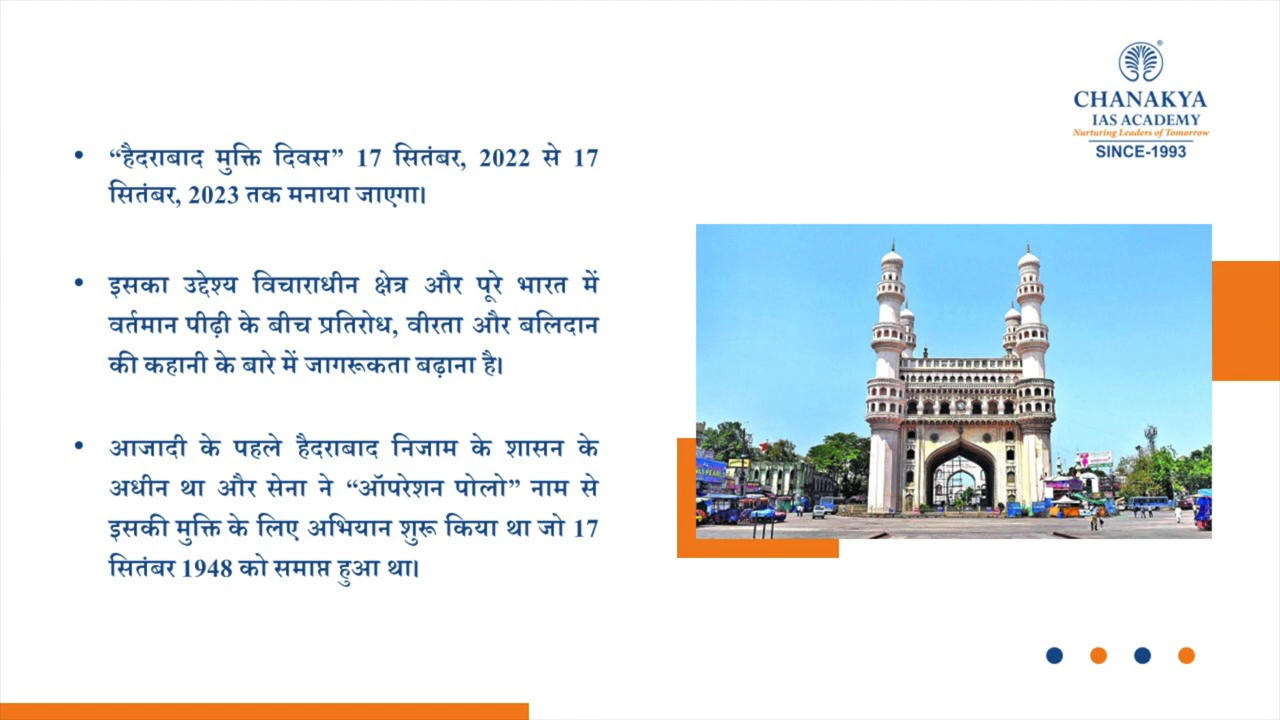 CHANAKYA
IAS ACADEMY
Nurturing Leaders of Tomorrow
SINCE-1993
• “हैदराबाद मुक्ति दिवस” 17 सितंबर, 2022 से 17
सितंबर, 2023 तक मनाया जाएगा।
• इसका उद्देश्य विचाराधीन क्षेत्र और पूरे भारत में
वर्तमान पीढ़ी के बीच प्रतिरोध, वीरता और बलिदान
की कहानी के बारे में जागरूकता बढ़ाना है।
• आजादी के पहले हैदराबाद निजाम के शासन के
अधीन था और सेना ने “ऑपरेशन पोलो” नाम से
इसकी मुक्ति के लिए अभियान शुरू किया था जो 17
सितंबर 1948 को समाप्त हुआ था।